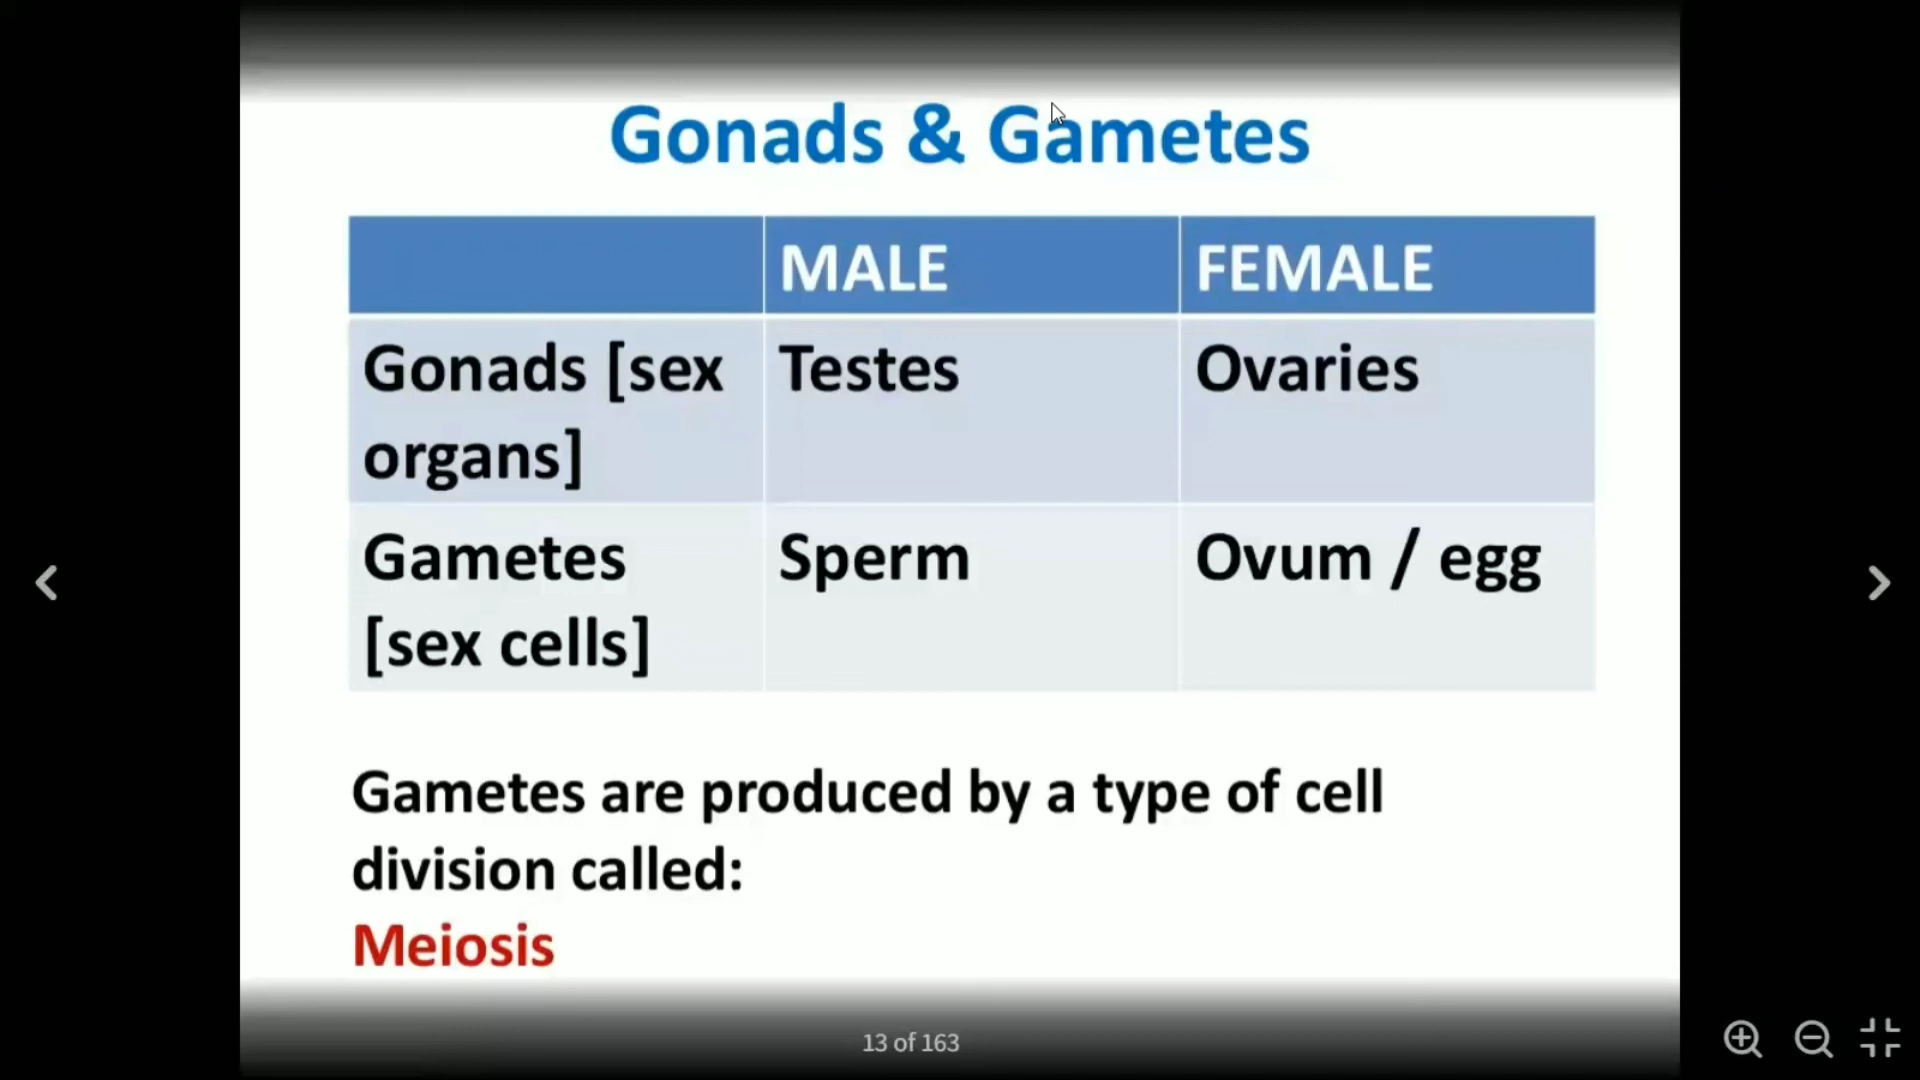 Gonads & Gametes
MALE FEMALE
Gonads [sex Testes Ovaries
organs]
Gametes Sperm Ovum / egg
[sex cells]
Gametes are produced by a type of cell
division called:
Meiosis
13 of 163